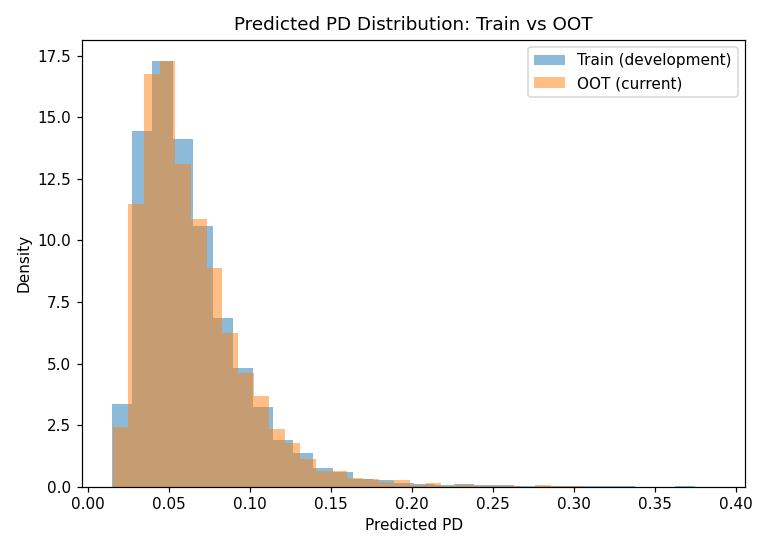 Predicted PD Distribution: Train vs OOT
Train (development)
OOT (current)
17.5
15.0
12.5
10.0
7.5
5.0
2.5
0.0
Density
0.00 0.05 0.10 0.15 0.20 0.25 0.30 0.35 0.40
Predicted PD